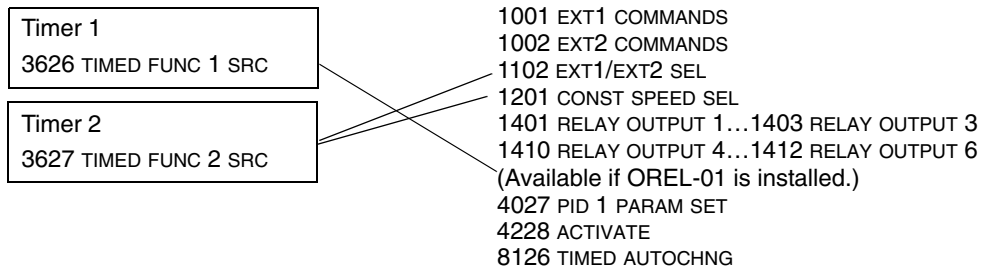 Timer 1
3626 TIMED FUNC 1 SRC
Timer 2
3627 TIMED FUNC 2 SRC
1001 EXT1 COMMANDS
1002 EXT2 COMMANDS
1102 EXT1/EXT2 SEL
1201 CONST SPEED SEL
1401 RELAY OUTPUT 1…1403 RELAY OUTPUT 3
1410 RELAY OUTPUT 4…1412 RELAY OUTPUT 6
(Available if OREL-01 is installed.)
4027 PID 1 PARAM SET
4228 ACTIVATE
8126 TIMED AUTOCHNG